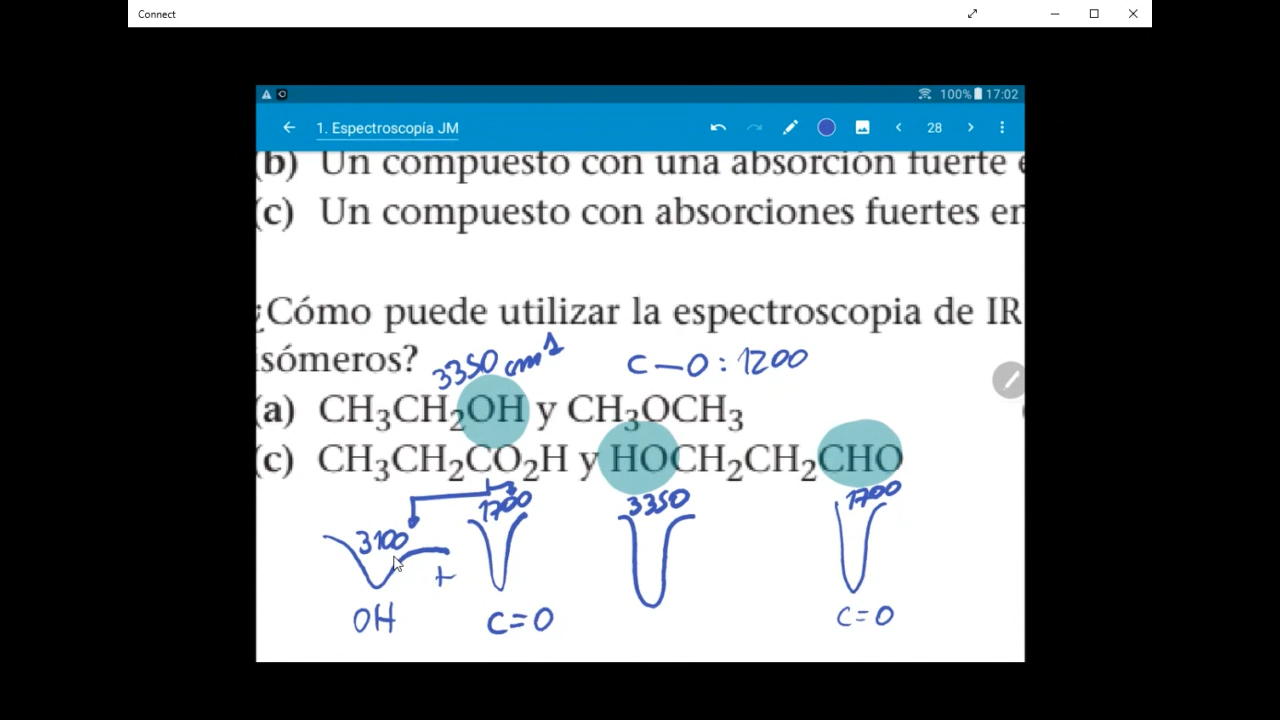 Connect
100% 17:02
1. Espectroscopía JM
28
(b) Un compuesto con una absorción fuerte
(c) Un compuesto con absorciones fuertes en
¿Cómo puede utilizar la espectroscopia de IR
isómeros?
3350 cm-1
C—O : 1200
(a) CH3CH2OH y CH3OCH3
(c) CH3CH2CO2H y HOCH2CH2CHO
3100 1700 3350 1700
+
OH C=O C=O